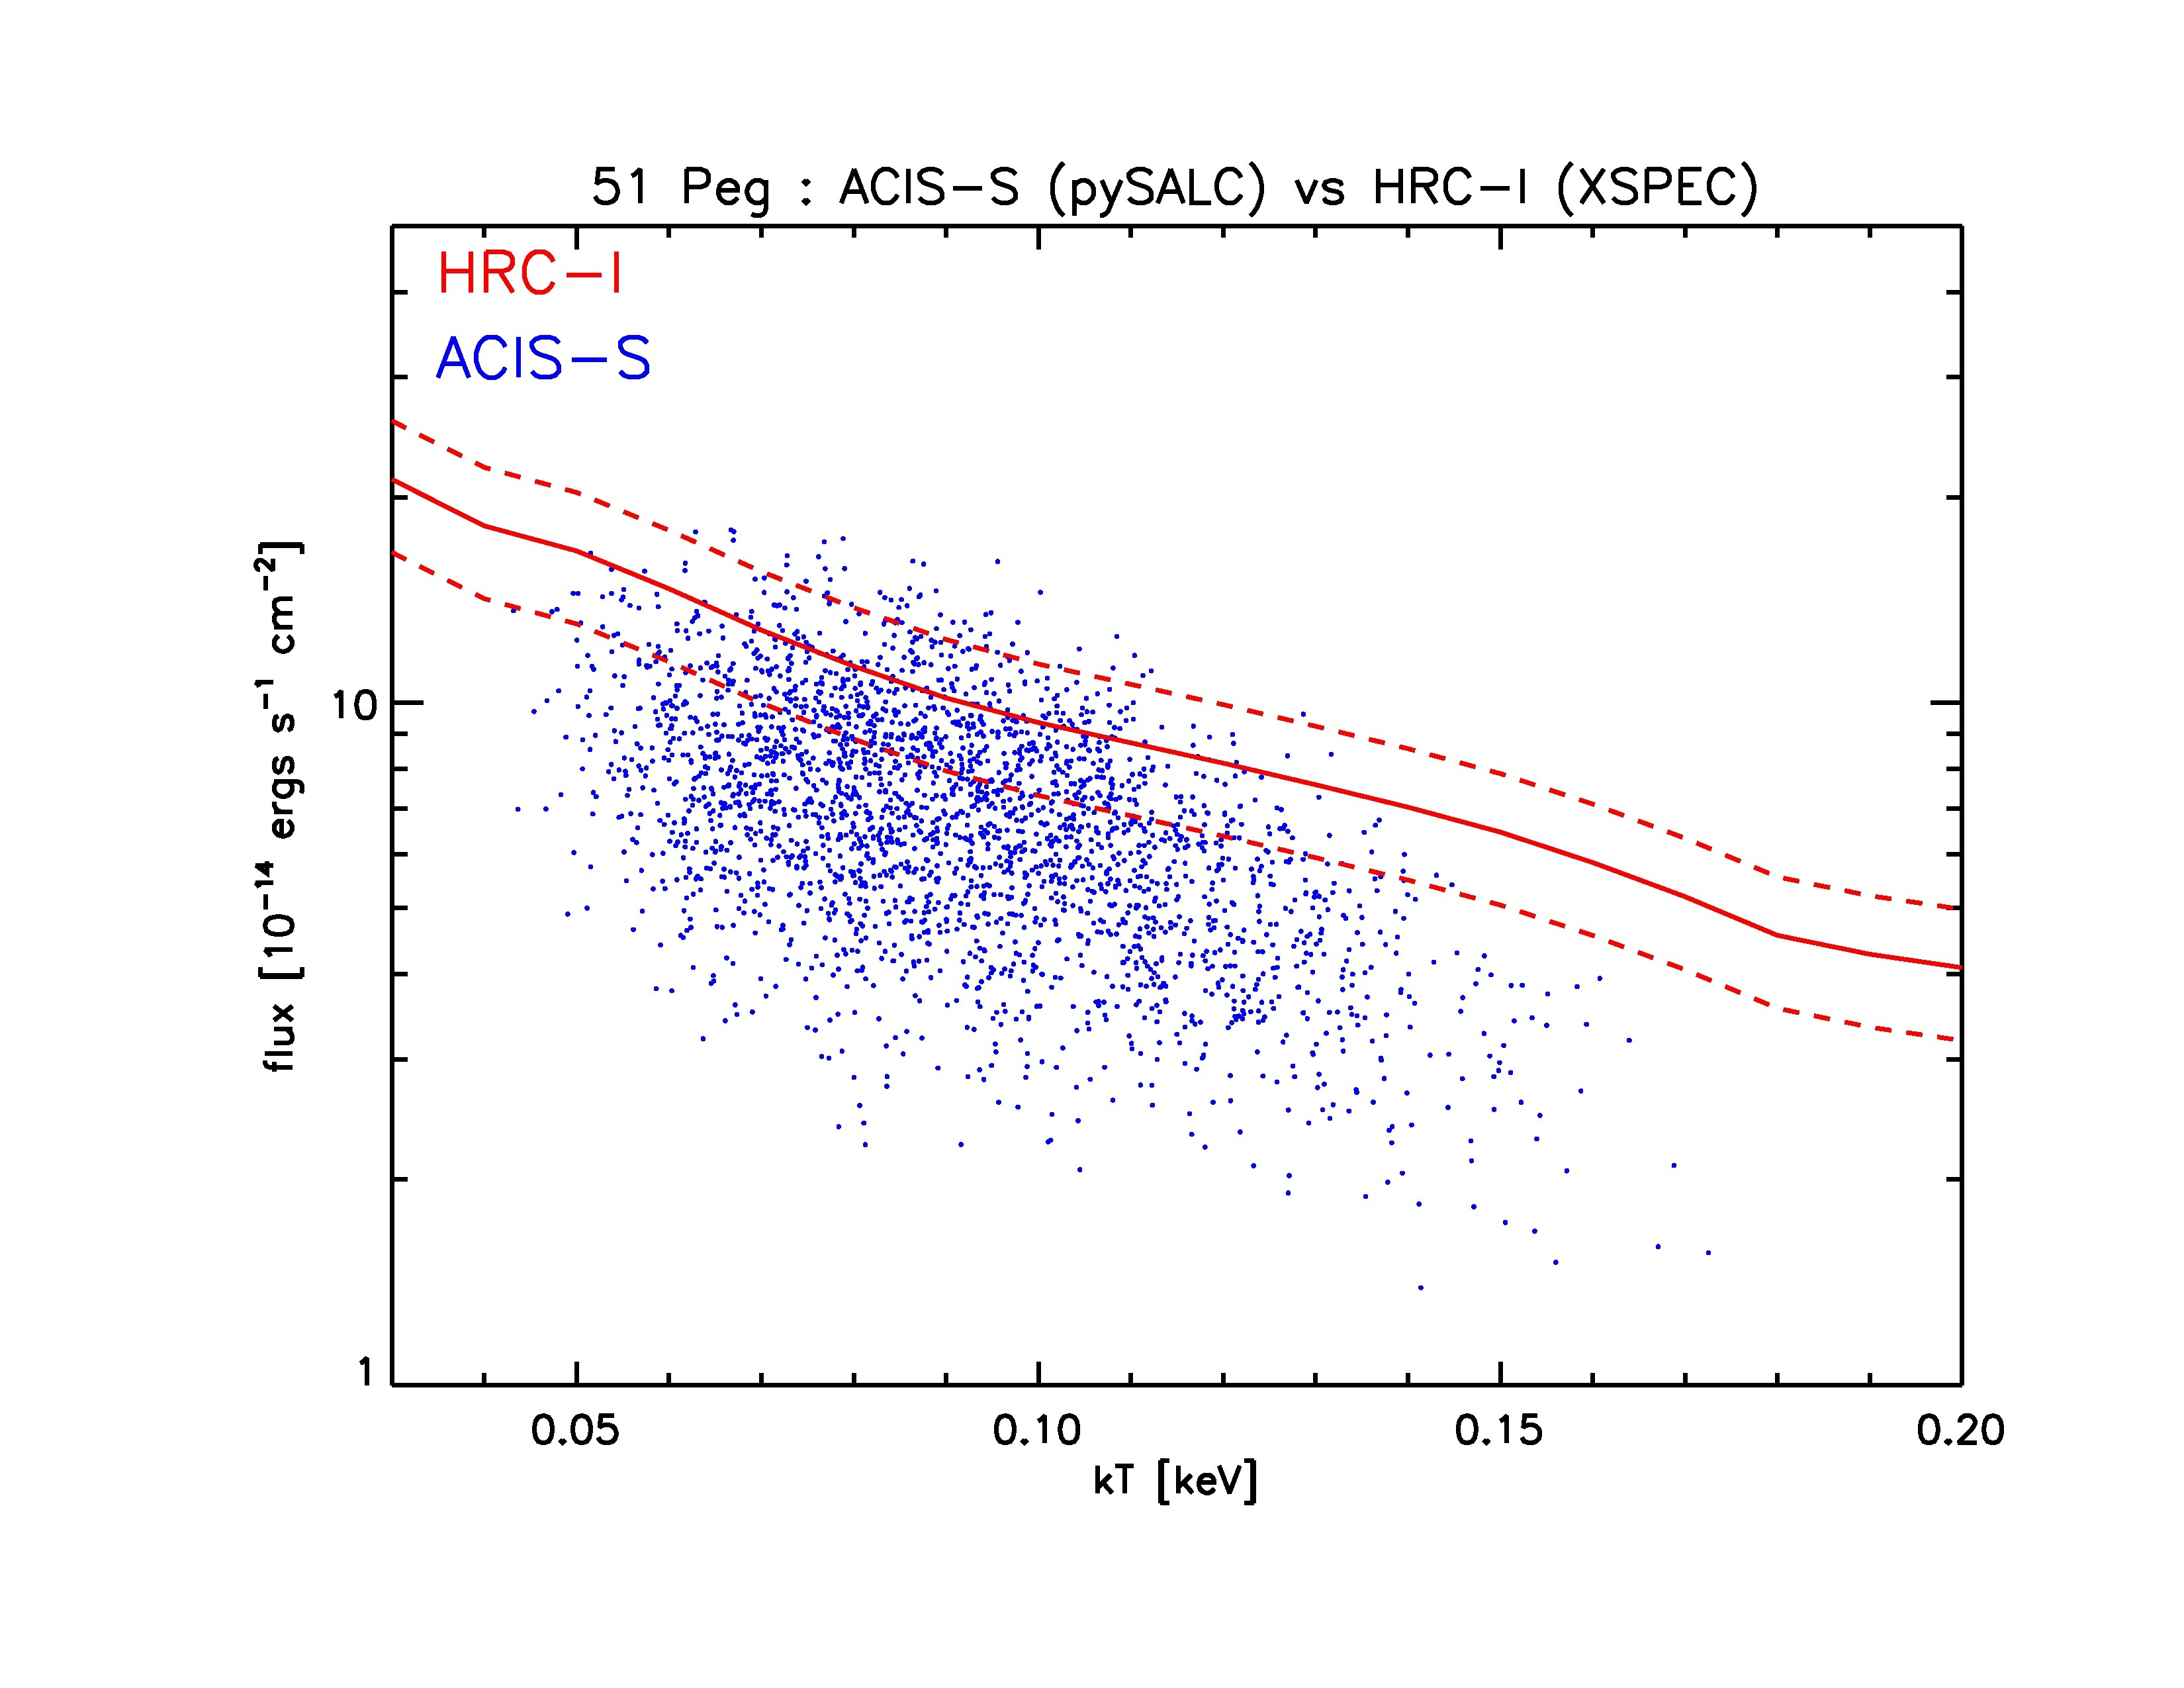 51 Peg : ACIS-S (pySALC) vs HRC-I (XSPEC)
HRC-I
ACIS-S
flux [10⁻¹⁴ ergs s⁻¹ cm⁻²]
10
1
0.05 0.10 0.15 0.20
kT [keV]